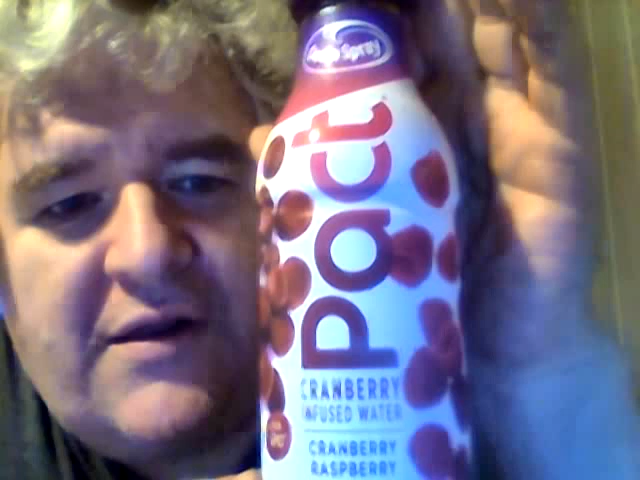 Ocean Spray
Pact
CRANBERRY
INFUSED WATER
CRANBERRY
RASPBERRY